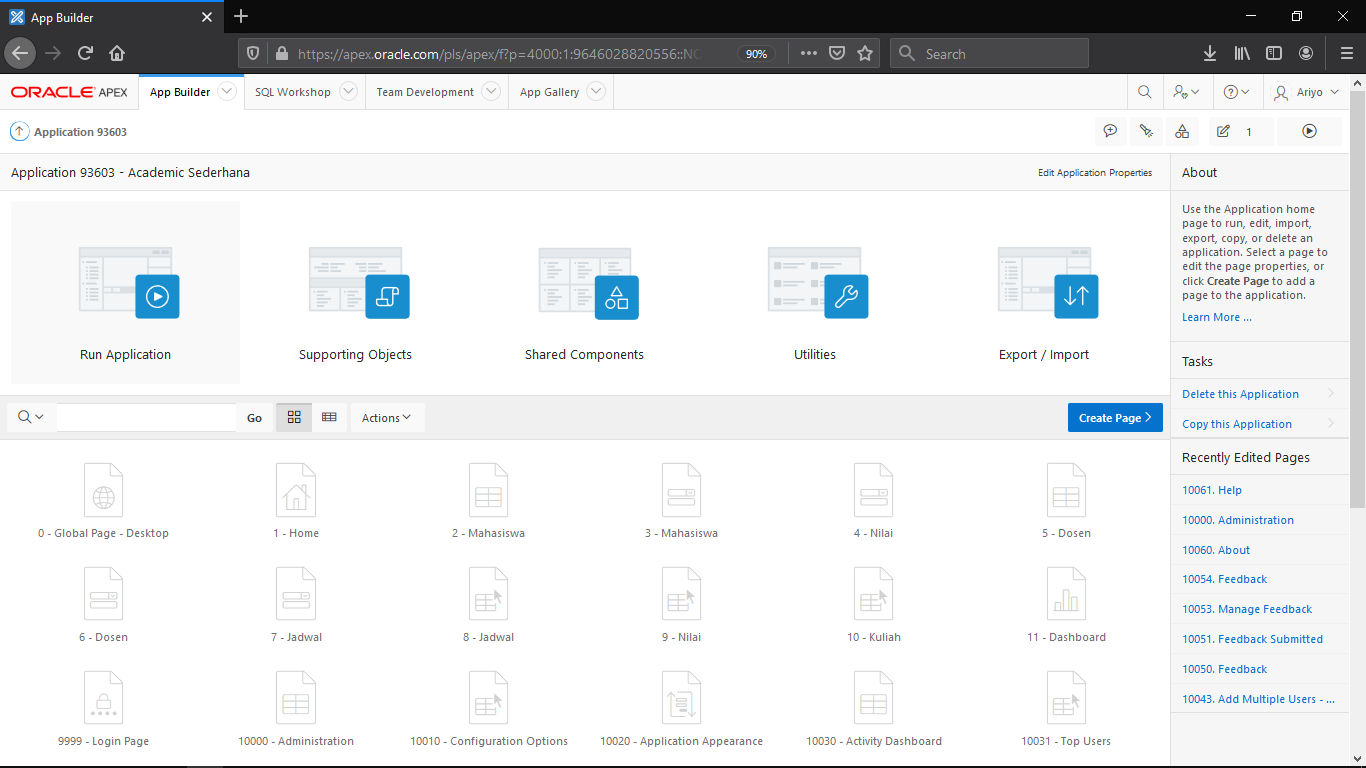 App Builder
https://apex.oracle.com/pls/apex/f?p=4000:1:9646028820556::NO
90%
Search
ORACLE APEX
App Builder
SQL Workshop
Team Development
App Gallery
Ariyo
Application 93603
1
Application 93603 - Academic Sederhana
Edit Application Properties
Run Application
Supporting Objects
Shared Components
Utilities
Export / Import
Go
Actions
Create Page
0 - Global Page - Desktop
1 - Home
2 - Mahasiswa
3 - Mahasiswa
4 - Nilai
5 - Dosen
6 - Dosen
7 - Jadwal
8 - Jadwal
9 - Nilai
10 - Kuliah
11 - Dashboard
9999 - Login Page
10000 - Administration
10010 - Configuration Options
10020 - Application Appearance
10030 - Activity Dashboard
10031 - Top Users
About
Use the Application home
page to run, edit, import,
export, copy, or delete an
application. Select a page to
edit the page properties, or
click Create Page to add a
page to the application.
Learn More ...
Tasks
Delete this Application
Copy this Application
Recently Edited Pages
10061. Help
10000. Administration
10060. About
10054. Feedback
10053. Manage Feedback
10051. Feedback Submitted
10050. Feedback
10043. Add Multiple Users - ...